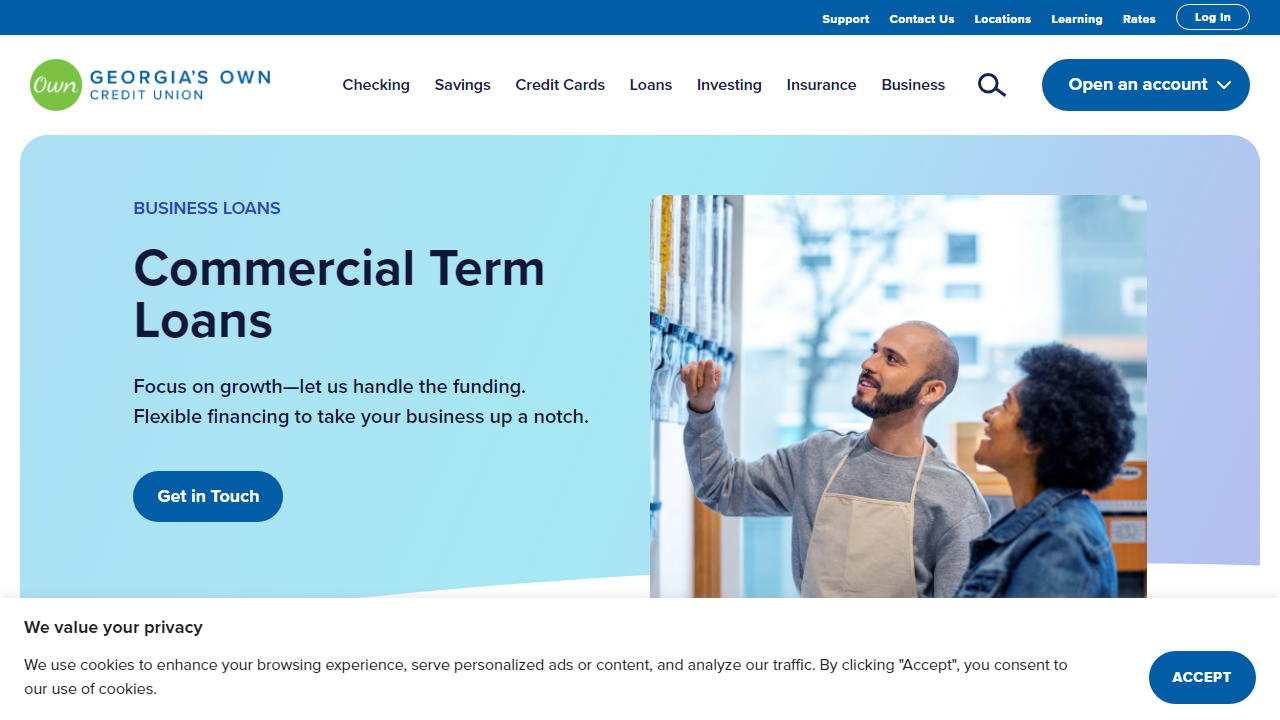 Support Contact Us Locations Learning Rates Log In
Own GEORGIA'S OWN
CREDIT UNION
Checking Savings Credit Cards Loans Investing Insurance Business Open an account
BUSINESS LOANS
Commercial Term
Loans
Focus on growth—let us handle the funding.
Flexible financing to take your business up a notch.
Get in Touch
We value your privacy
We use cookies to enhance your browsing experience, serve personalized ads or content, and analyze our traffic. By clicking "Accept", you consent to
our use of cookies.
ACCEPT